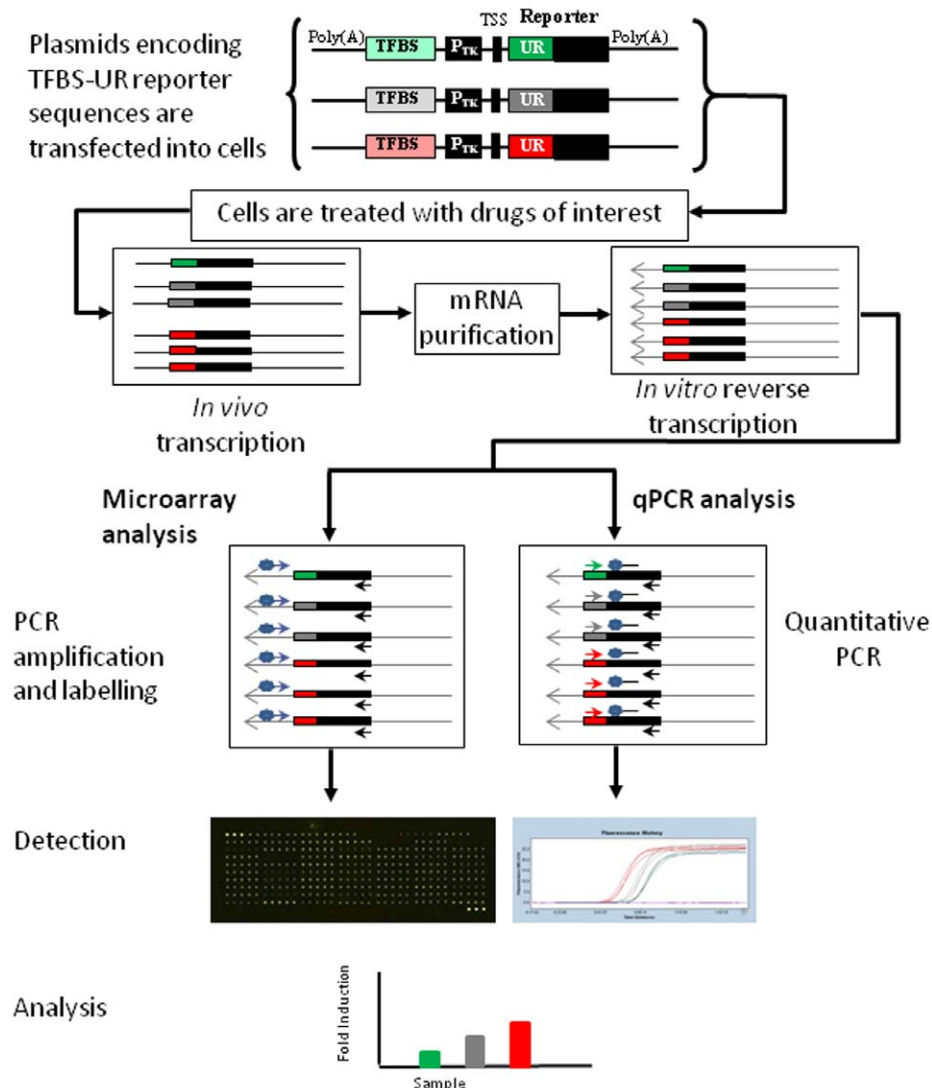 Plasmids encoding
TFBS-UR reporter
sequences are
transfected into cells
TSS Reporter
Poly(A) TFBS PTK UR Poly(A)
TFBS PTK UR
TFBS PTK UR
Cells are treated with drugs of interest
mRNA
purification
In vivo
transcription
In vitro reverse
transcription
Microarray
analysis
qPCR analysis
PCR
amplification
and labelling
Quantitative
PCR
Detection
Fluorescence History
Analysis
Fold Induction
Sample